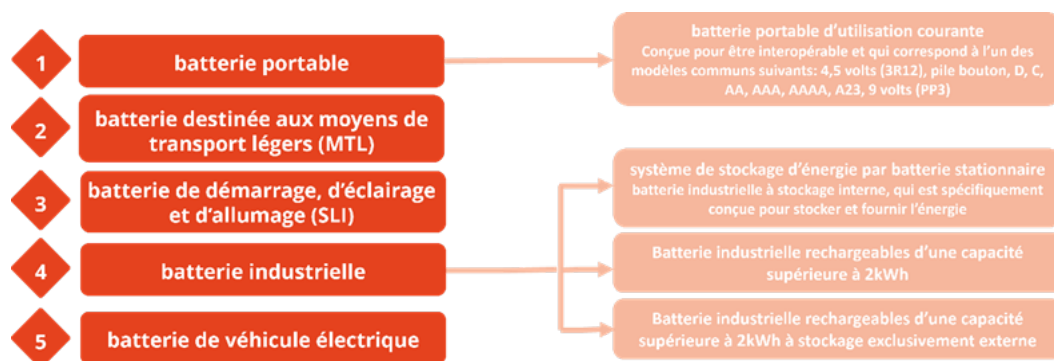 1
batterie portable
batterie portable d'utilisation courante
Conçue pour être interopérable et qui correspond à l'un des
modèles communs suivants: 4,5 volts (3R12), pile bouton, D, C,
AA, AAA, AAAA, A23, 9 volts (PP3)
2
batterie destinée aux moyens de
transport légers (MTL)
3
batterie de démarrage, d'éclairage
et d'allumage (SLI)
4
batterie industrielle
système de stockage d'énergie par batterie stationnaire
batterie industrielle à stockage interne, qui est spécifiquement
conçue pour stocker et fournir l'énergie
Batterie industrielle rechargeables d'une capacité
supérieure à 2kWh
Batterie industrielle rechargeables d'une capacité
supérieure à 2kWh à stockage exclusivement externe
5
batterie de véhicule électrique